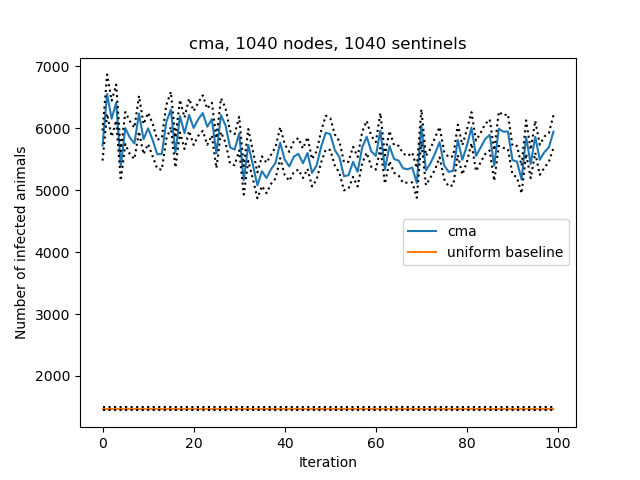 cma, 1040 nodes, 1040 sentinels
7000
6000
5000
4000
3000
2000
Number of infected animals
cma
uniform baseline
0
20
40
60
80
100
Iteration